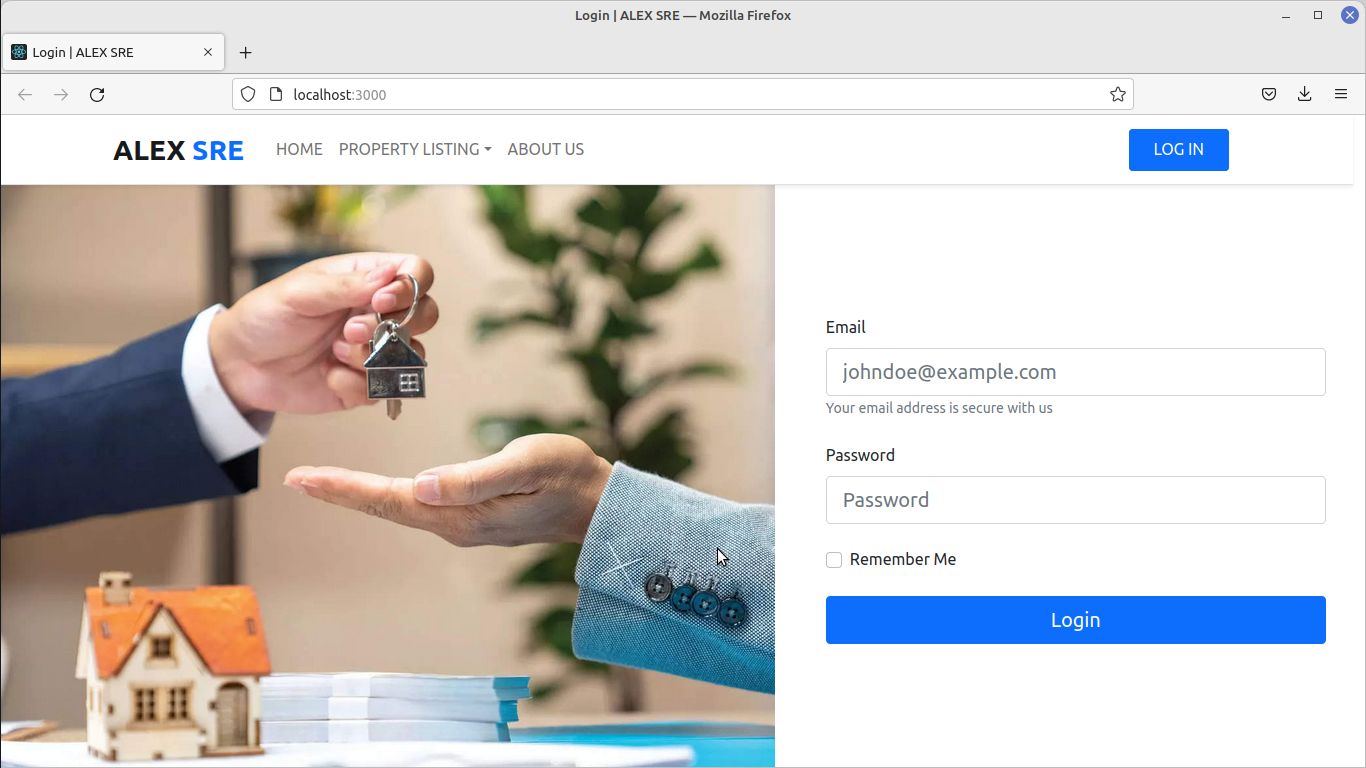 Login | ALEX SRE — Mozilla Firefox
Login | ALEX SRE
localhost:3000
ALEX SRE HOME PROPERTY LISTING ABOUT US LOG IN
Email
johndoe@example.com
Your email address is secure with us
Password
Password
Remember Me
Login